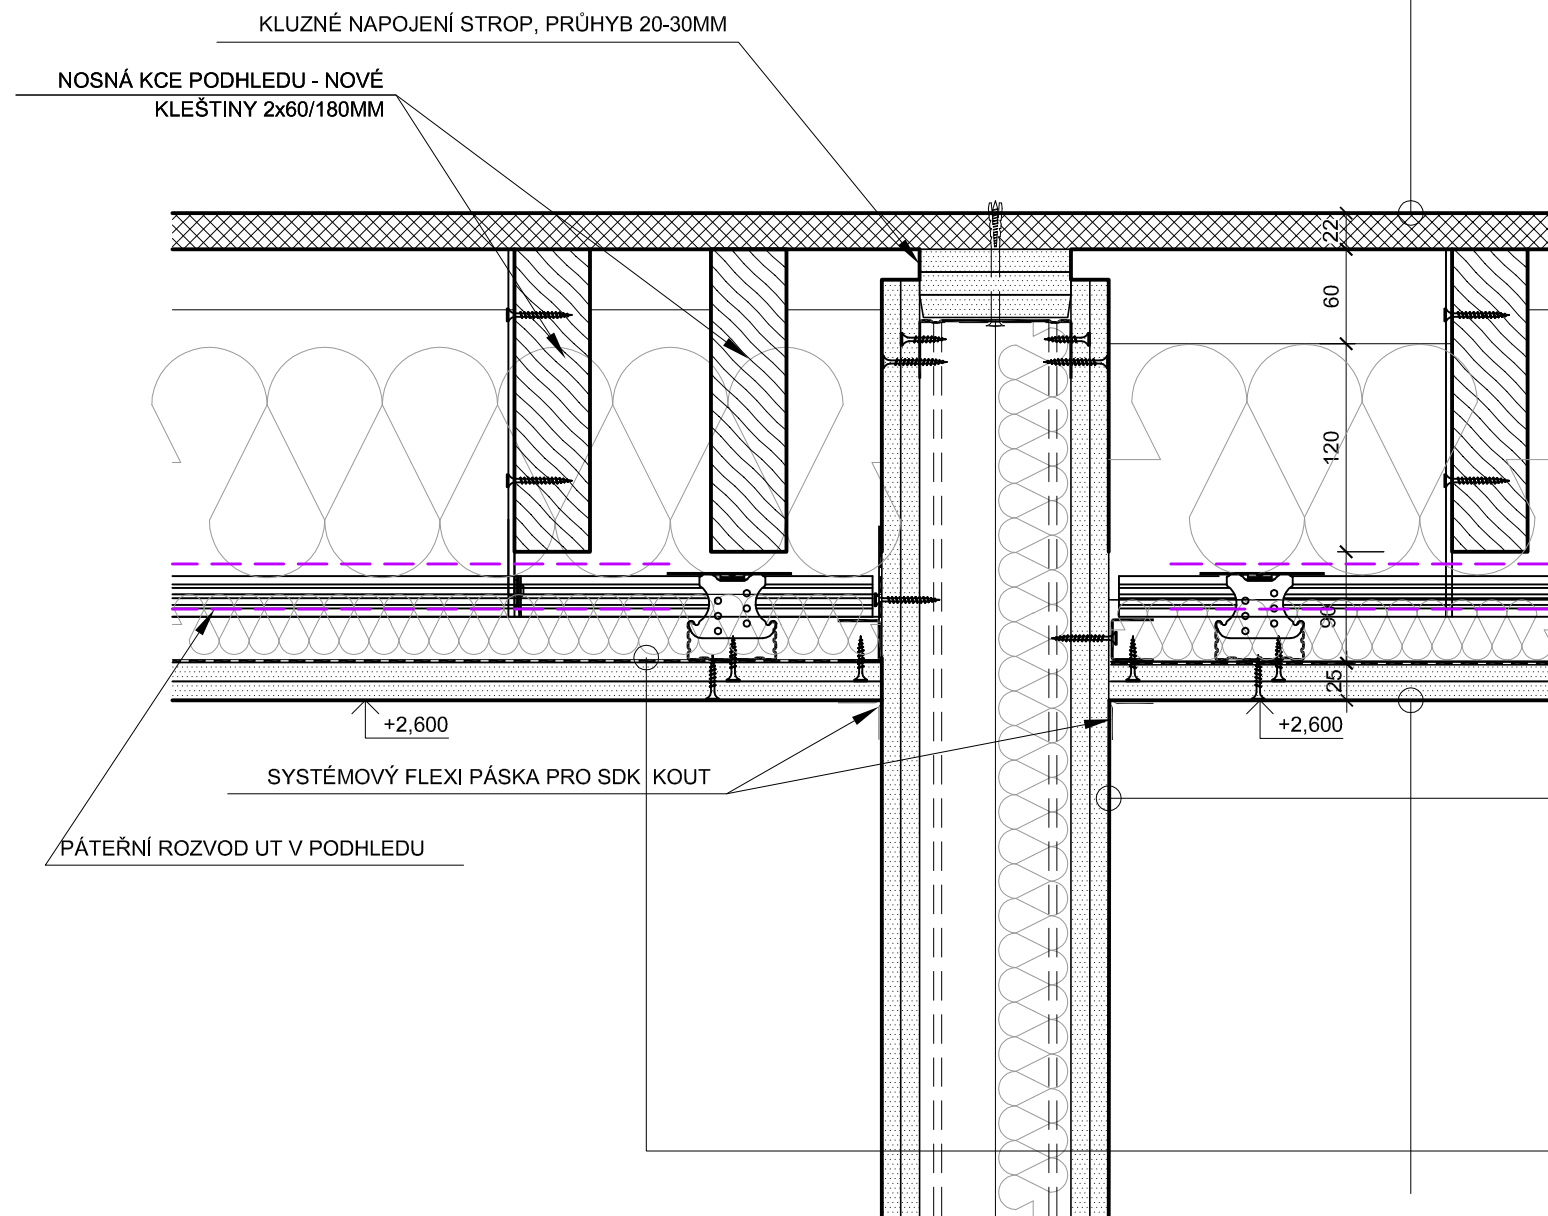 KLUZNÉ NAPOJENÍ STROP, PRŮHYB 20-30MM
NOSNÁ KCE PODHLEDU - NOVÉ
KLEŠTINY 2x60/180MM
22
60
120
90
25
+2,600
+2,600
SYSTÉMOVÝ FLEXI PÁSKA PRO SDK KOUT
PÁTEŘNÍ ROZVOD UT V PODHLEDU